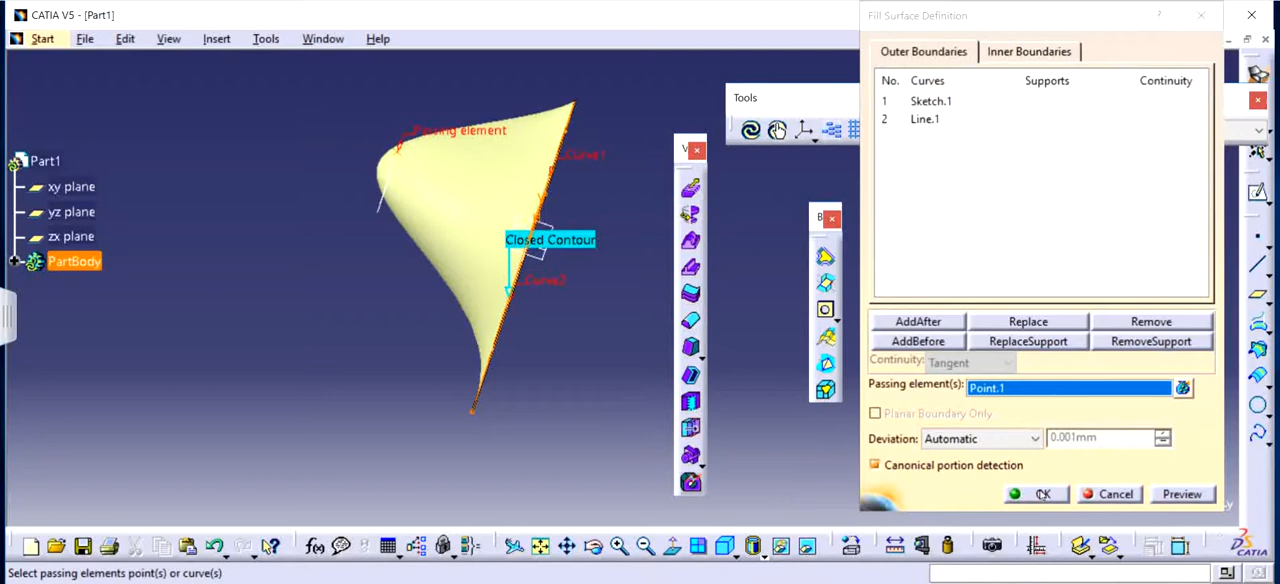 CATIA V5 - [Part1]
Start File Edit View Insert Tools Window Help
Part1
xy plane
yz plane
zx plane
PartBody
Passing element
Curve1
Closed Contour
Curve2
Tools
Fill Surface Definition
Outer Boundaries Inner Boundaries
No. Curves Supports Continuity
1 Sketch.1
2 Line.1
AddAfter Replace Remove
AddBefore ReplaceSupport RemoveSupport
Continuity: Tangent
Passing element(s): Point.1
Planar Boundary Only
Deviation: Automatic 0.001mm
Canonical portion detection
OK Cancel Preview
f(x)
CATIA
Select passing elements point(s) or curve(s)